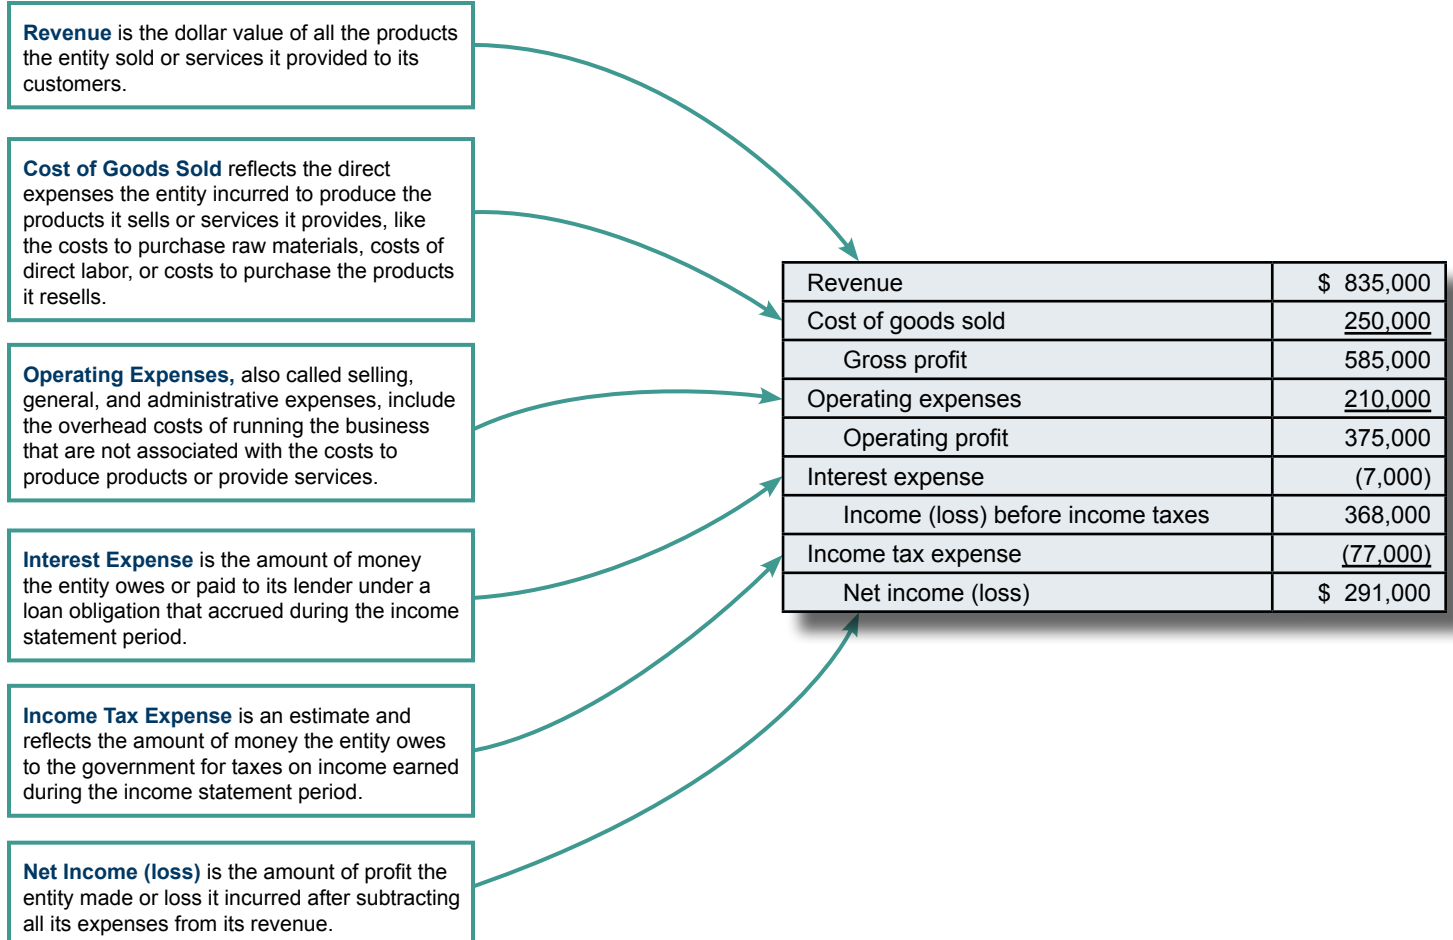 Revenue is the dollar value of all the products
the entity sold or services it provided to its
customers.
Cost of Goods Sold reflects the direct
expenses the entity incurred to produce the
products it sells or services it provides, like
the costs to purchase raw materials, costs of
direct labor, or costs to purchase the products
it resells.
Operating Expenses, also called selling,
general, and administrative expenses, include
the overhead costs of running the business
that are not associated with the costs to
produce products or provide services.
Interest Expense is the amount of money
the entity owes or paid to its lender under a
loan obligation that accrued during the income
statement period.
Income Tax Expense is an estimate and
reflects the amount of money the entity owes
to the government for taxes on income earned
during the income statement period.
Net Income (loss) is the amount of profit the
entity made or loss it incurred after subtracting
all its expenses from its revenue.
Revenue $ 835,000
Cost of goods sold 250,000
Gross profit 585,000
Operating expenses 210,000
Operating profit 375,000
Interest expense (7,000)
Income (loss) before income taxes 368,000
Income tax expense (77,000)
Net income (loss) $ 291,000